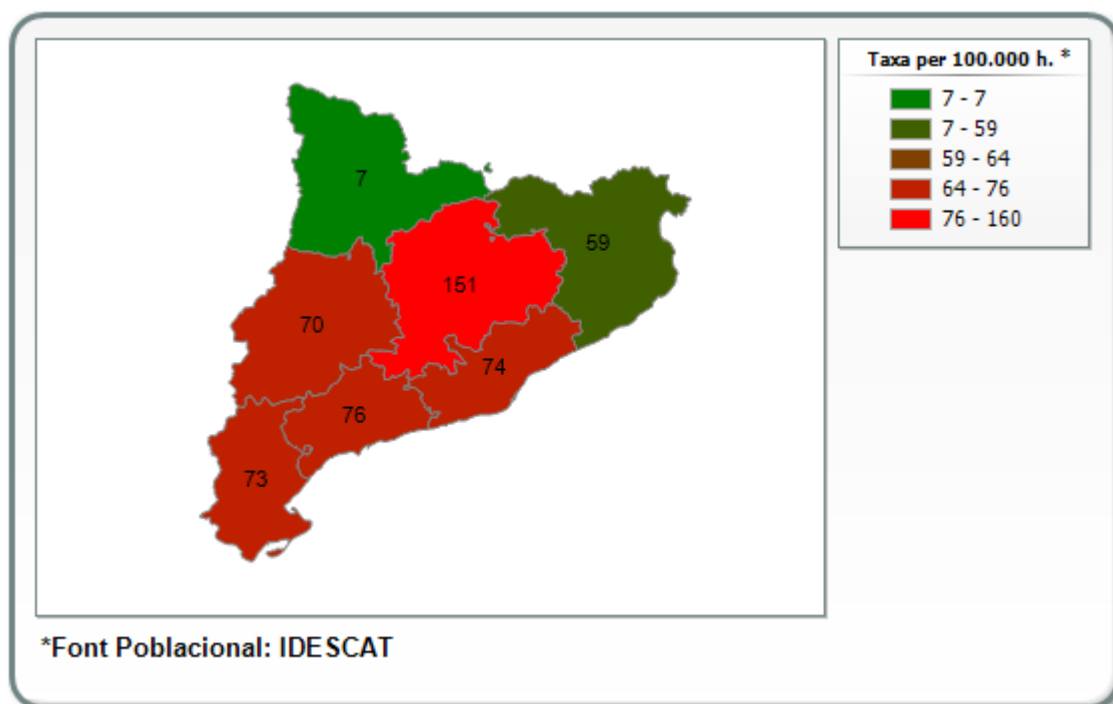 Taxa per 100.000 h. *
7 - 7
7 - 59
59 - 64
64 - 76
76 - 160
7
59
151
70
74
76
73
*Font Poblacional: IDESCAT